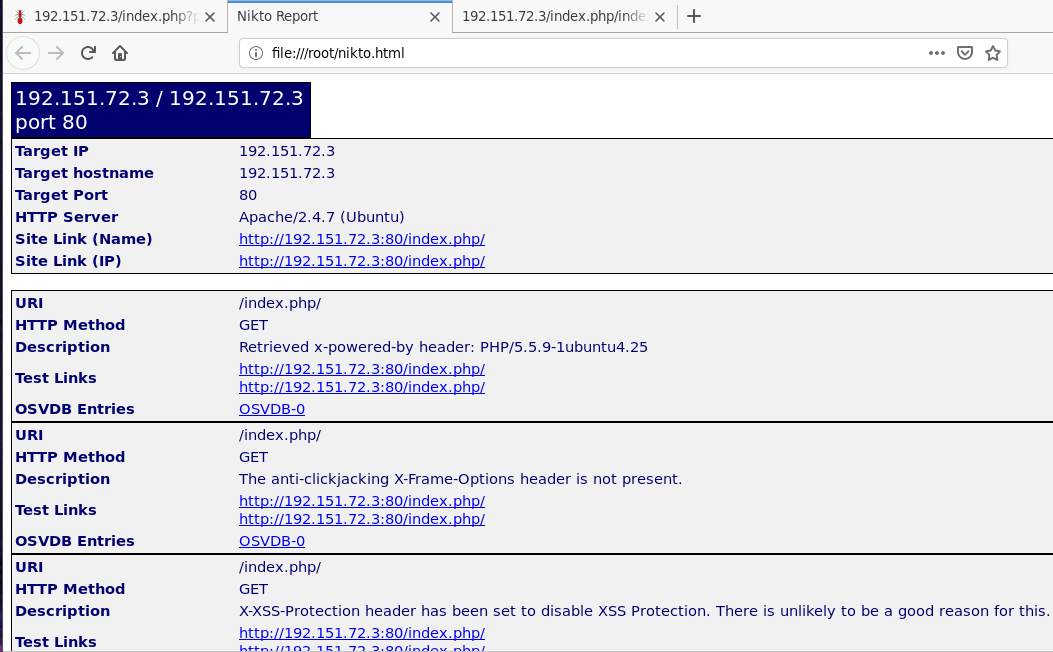 192.151.72.3/index.php?
Nikto Report
192.151.72.3/index.php/inde
file:///root/nikto.html
192.151.72.3 / 192.151.72.3
port 80
Target IP 192.151.72.3
Target hostname 192.151.72.3
Target Port 80
HTTP Server Apache/2.4.7 (Ubuntu)
Site Link (Name) http://192.151.72.3:80/index.php/
Site Link (IP) http://192.151.72.3:80/index.php/
URI /index.php/
HTTP Method GET
Description Retrieved x-powered-by header: PHP/5.5.9-1ubuntu4.25
Test Links http://192.151.72.3:80/index.php/
http://192.151.72.3:80/index.php/
OSVDB Entries OSVDB-0
URI /index.php/
HTTP Method GET
Description The anti-clickjacking X-Frame-Options header is not present.
Test Links http://192.151.72.3:80/index.php/
http://192.151.72.3:80/index.php/
OSVDB Entries OSVDB-0
URI /index.php/
HTTP Method GET
Description X-XSS-Protection header has been set to disable XSS Protection. There is unlikely to be a good reason for this.
Test Links http://192.151.72.3:80/index.php/
http://192.151.72.3:80/index.php/